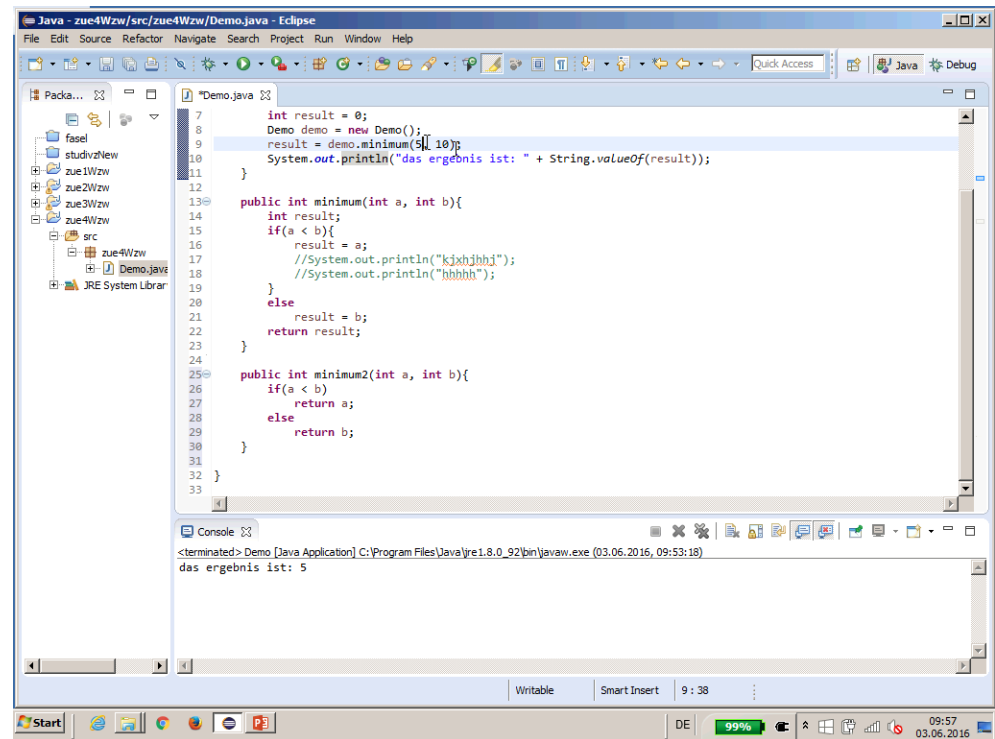 Java - zue4Wzw/src/zue4Wzw/Demo.java - Eclipse
File Edit Source Refactor Navigate Search Project Run Window Help
Quick Access
Java
Debug
Packa...
*Demo.java
fasel
studivzNew
zue1Wzw
zue2Wzw
zue3Wzw
zue4Wzw
src
zue4Wzw
Demo.java
JRE System Librar
7 int result = 0;
8 Demo demo = new Demo();
9 result = demo.minimum(5, 10);
10 System.out.println("das ergebnis ist: " + String.valueOf(result));
11 }
12
13 public int minimum(int a, int b){
14 int result;
15 if(a < b){
16 result = a;
17 //System.out.println("kjxhjhhj");
18 //System.out.println("hhhhh");
19 }
20 else
21 result = b;
22 return result;
23 }
24
25 public int minimum2(int a, int b){
26 if(a < b)
27 return a;
28 else
29 return b;
30 }
31
32 }
33
Console
<terminated> Demo [Java Application] C:\Program Files\Java\jre1.8.0_92\bin\javaw.exe (03.06.2016, 09:53:18)
das ergebnis ist: 5
Writable
Smart Insert
9 : 38
Start
DE
99%
09:57
03.06.2016